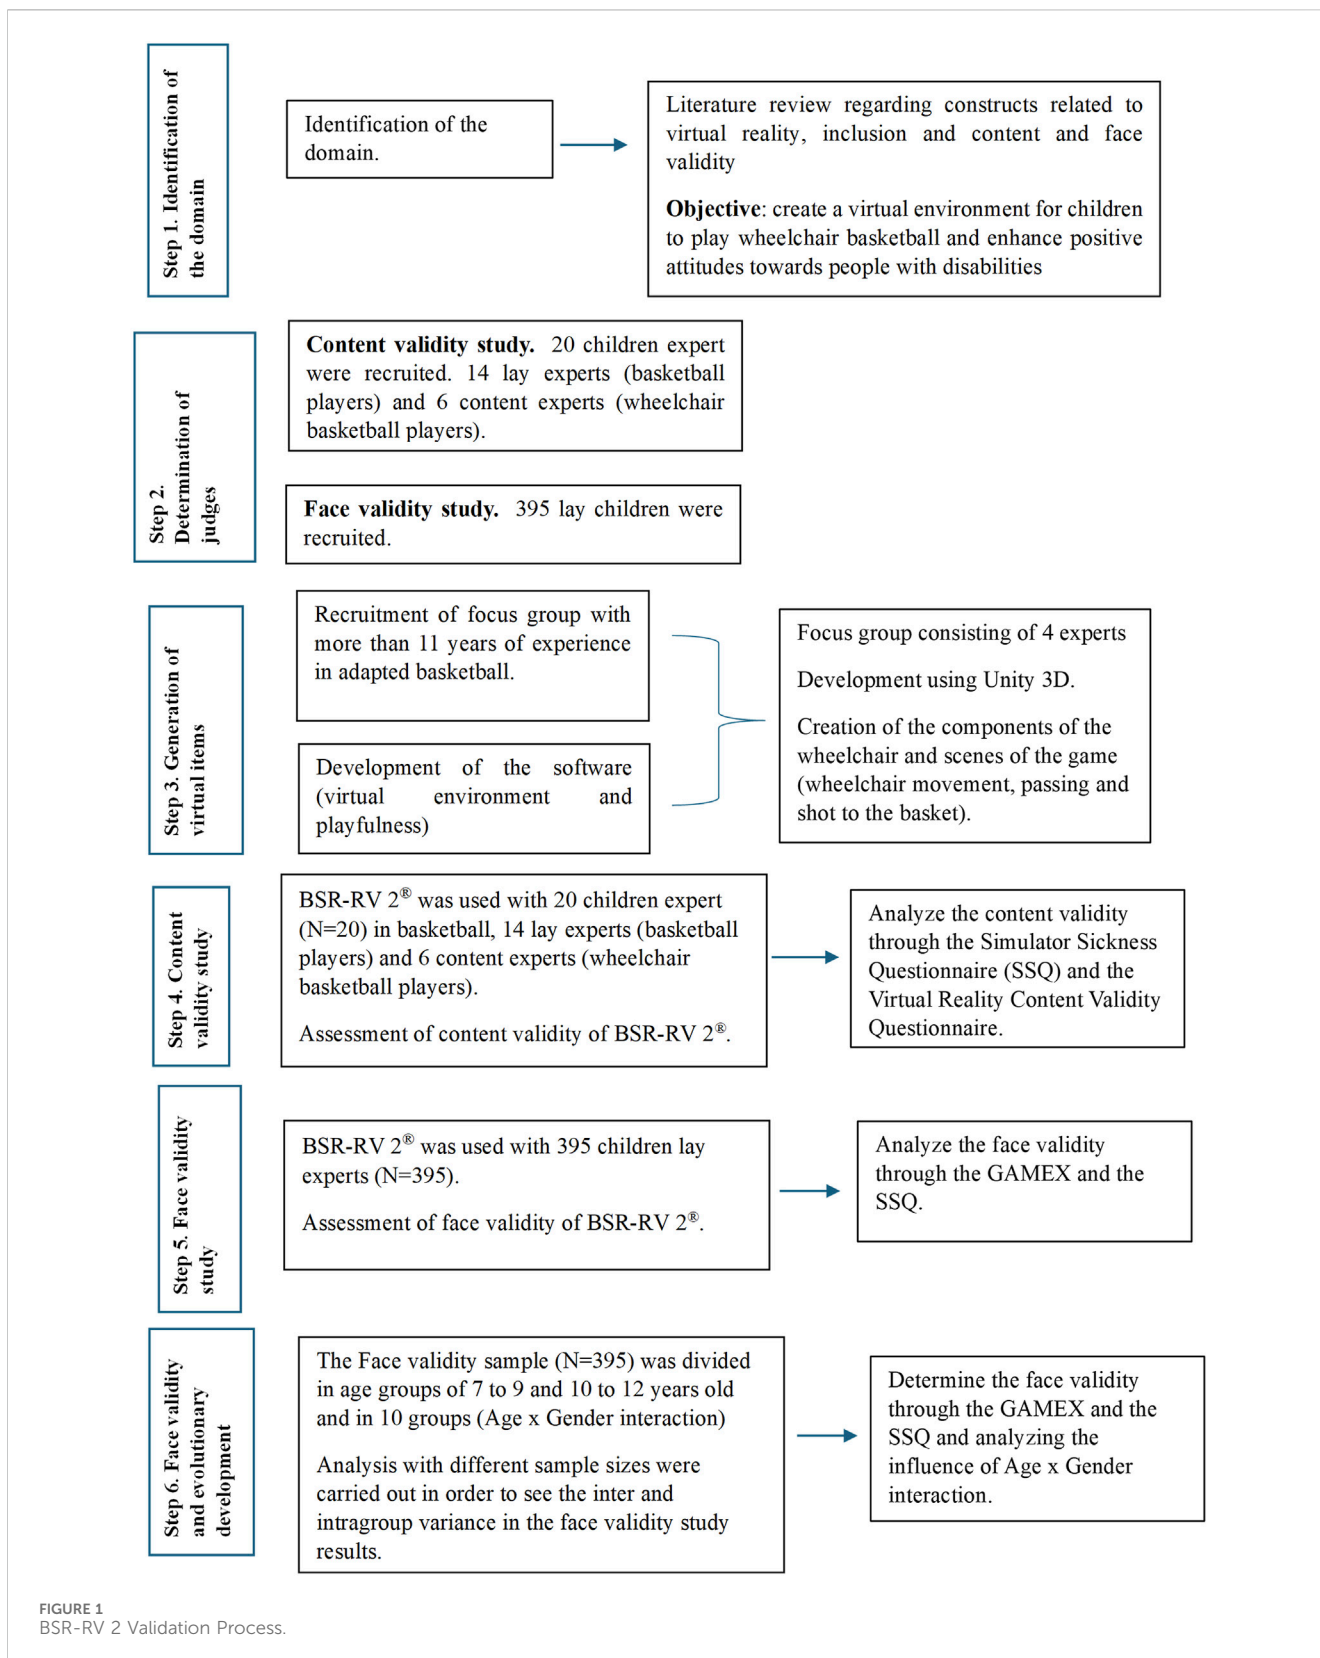 Step 1. Identification of
the domain
Identification of the
domain.
Literature review regarding constructs related to
virtual reality, inclusion and content and face
validity
Objective: create a virtual environment for children
to play wheelchair basketball and enhance positive
attitudes towards people with disabilities
Step 2.
Determination of
judges
Content validity study. 20 children expert
were recruited. 14 lay experts (basketball
players) and 6 content experts (wheelchair
basketball players).
Face validity study. 395 lay children were
recruited.
Step 3. Generation of
virtual items
Recruitment of focus group with
more than 11 years of experience
in adapted basketball.
Development of the software
(virtual environment and
playfulness)
Focus group consisting of 4 experts
Development using Unity 3D.
Creation of the components of the
wheelchair and scenes of the game
(wheelchair movement, passing and
shot to the basket).
Step 4. Content
validity study
BSR-RV 2® was used with 20 children expert
(N=20) in basketball, 14 lay experts (basketball
players) and 6 content experts (wheelchair
basketball players).
Assessment of content validity of BSR-RV 2®.
Analyze the content validity
through the Simulator Sickness
Questionnaire (SSQ) and the
Virtual Reality Content Validity
Questionnaire.
Step 5. Face validity
study
BSR-RV 2® was used with 395 children lay
experts (N=395).
Assessment of face validity of BSR-RV 2®.
Analyze the face validity
through the GAMEX and the
SSQ.
Step 6. Face validity
and evolutionary
development
The Face validity sample (N=395) was divided
in age groups of 7 to 9 and 10 to 12 years old
and in 10 groups (Age x Gender interaction)
Analysis with different sample sizes were
carried out in order to see the inter and
intragroup variance in the face validity study
results.
Determine the face validity
through the GAMEX and the
SSQ and analyzing the
influence of Age x Gender
interaction.
FIGURE 1
BSR-RV 2 Validation Process.